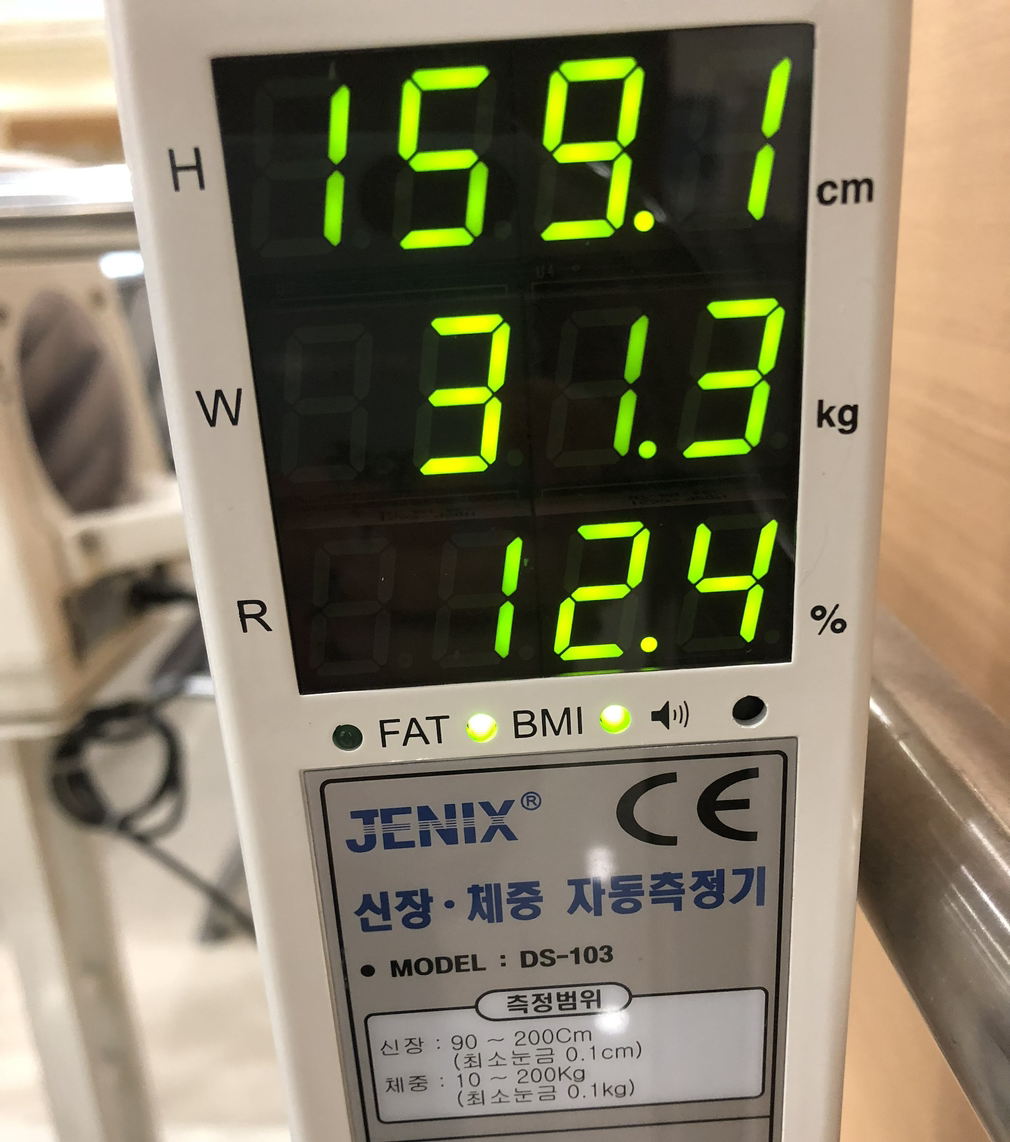 H 159.1 cm
W 31.3 kg
R 12.4 %
FAT BMI
JENIX® CE
신장·체중 자동측정기
• MODEL : DS-103
측정범위
신장 : 90 ~ 200Cm
(최소눈금 0.1cm)
체중 : 10 ~ 200Kg
(최소눈금 0.1kg)